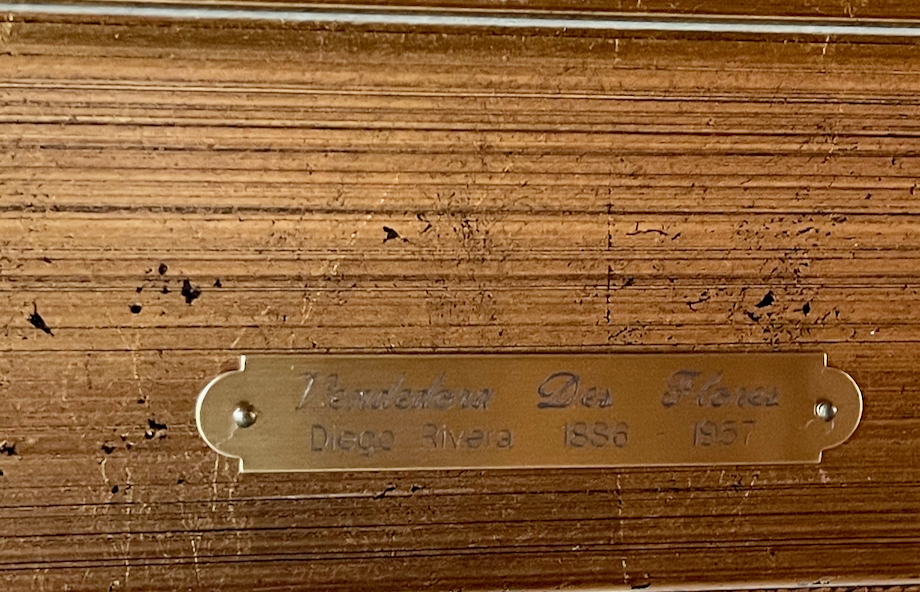 Vendedora Des Flores
Diego Rivera 1886 1957